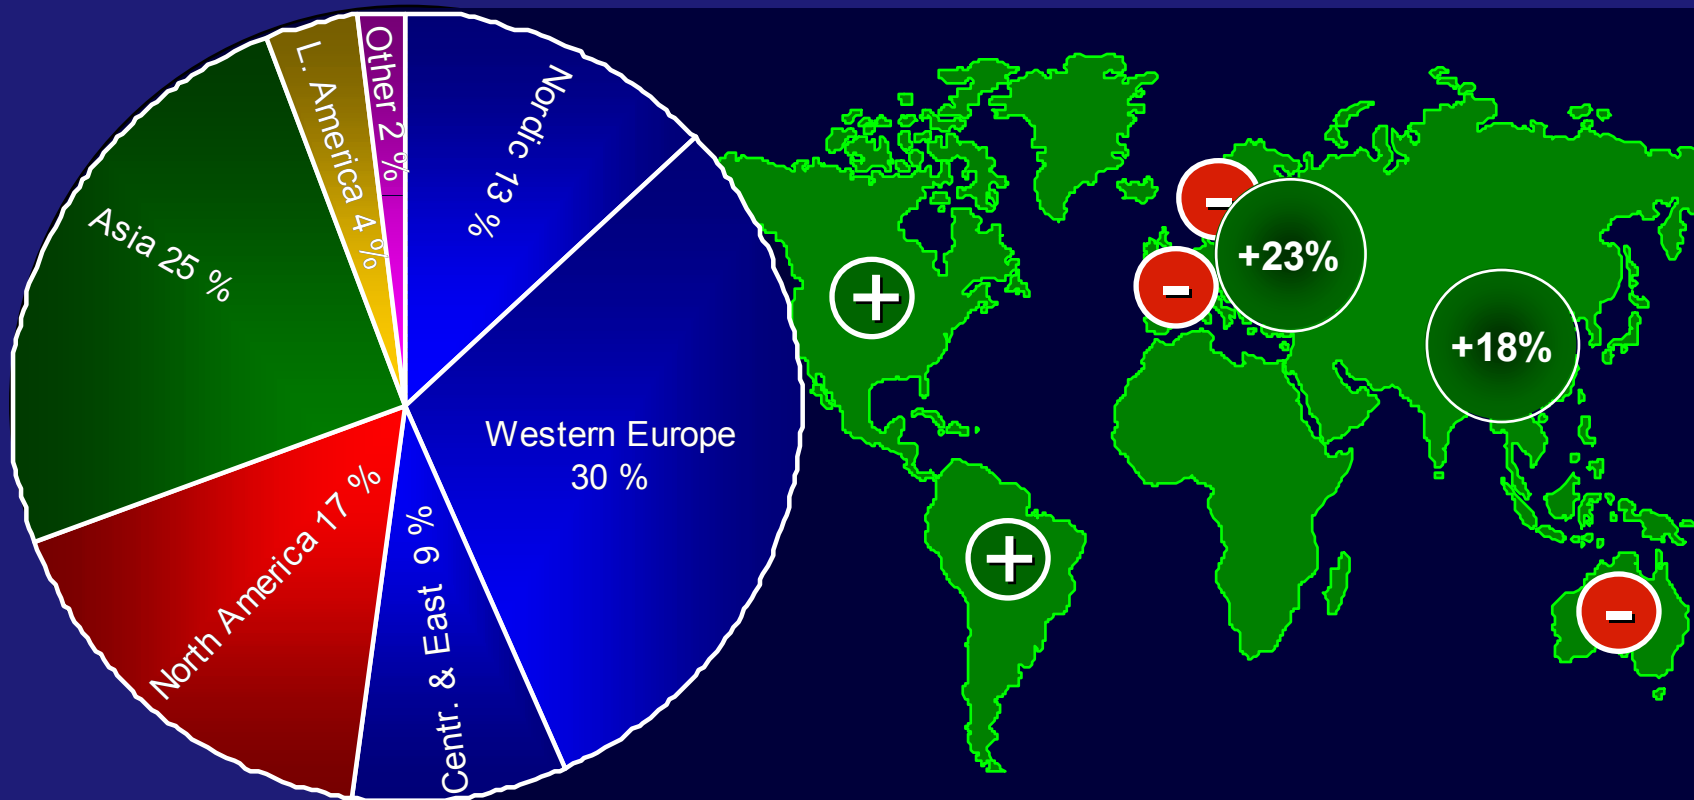 Other 2 %
Nordic 13 %
Western Europe
30 %
Centr. & East 9 %
North America 17 %
Asia 25 %
L. America 4 %
-
+23%
+
-
+18%
+
-